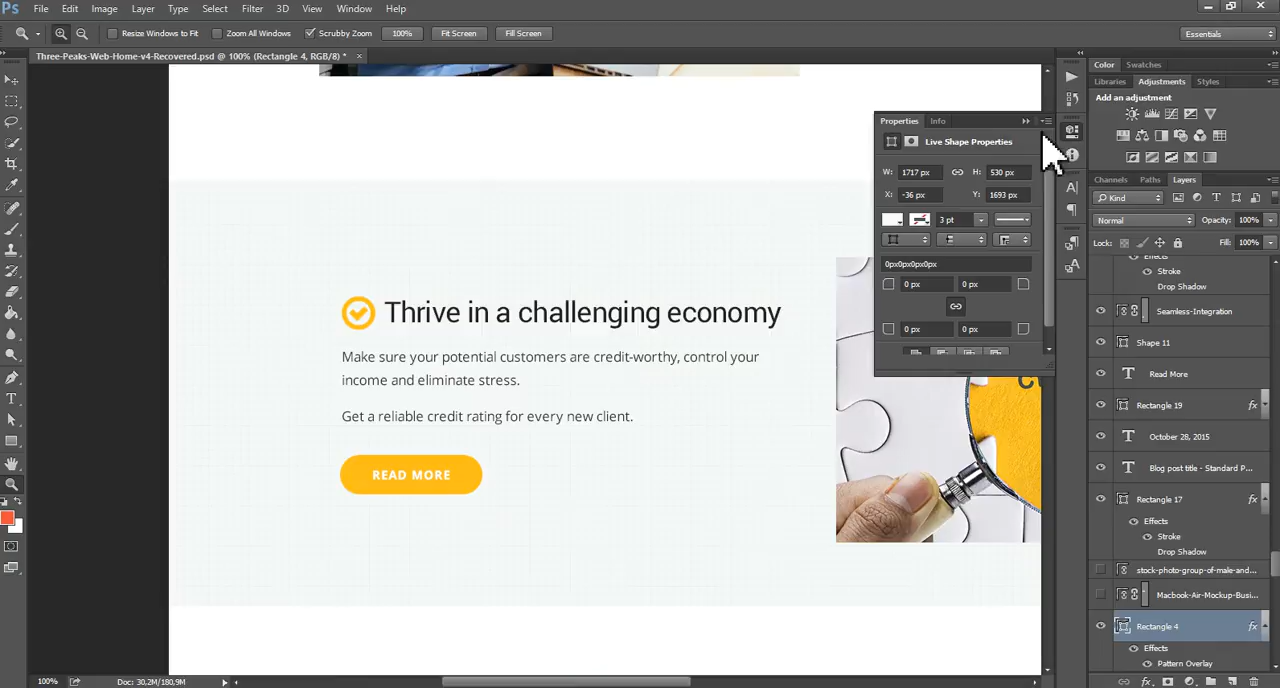 Ps File Edit Image Layer Type Select Filter 3D View Window Help
Resize Windows to Fit Zoom All Windows Scrubby Zoom 100% Fit Screen Fill Screen Essentials
Three-Peaks-Web-Home-v4-Recovered.psd @ 100% (Rectangle 4, RGB/8) * ×
Color Swatches
Libraries Adjustments Styles
Add an adjustment
Properties Info
Live Shape Properties
W: 1717 px H: 530 px
X: -36 px Y: 1693 px
3 pt
0px0px0px0px
0 px 0 px
0 px 0 px
Channels Paths Layers
Kind
Normal Opacity: 100%
Lock: Fill: 100%
Effects
Stroke
Drop Shadow
Seamless-Integration
Shape 11
T Read More
Rectangle 19 fx
T October 28, 2015
T Blog post title - Standard P...
Rectangle 17 fx
Effects
Stroke
Drop Shadow
stock-photo-group-of-male-and...
Macbook-Air-Mockup-Busi...
Rectangle 4 fx
Effects
Pattern Overlay
Thrive in a challenging economy
Make sure your potential customers are credit-worthy, control your
income and eliminate stress.
Get a reliable credit rating for every new client.
READ MORE
100% Doc: 30,2M/180,9M